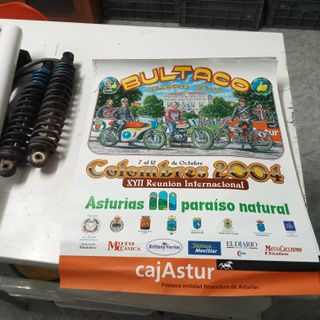 BULTACO
7 al 12 de Octubre
Colombres 2004
XVII Reunión Internacional
Asturias paraíso natural
MOTO CLÁSICA
Brittany Ferries
Telefónica MoviStar
EL DIARIO
MOTOCICLISMO Clásico
cajAstur
Primera entidad financiera de Asturias